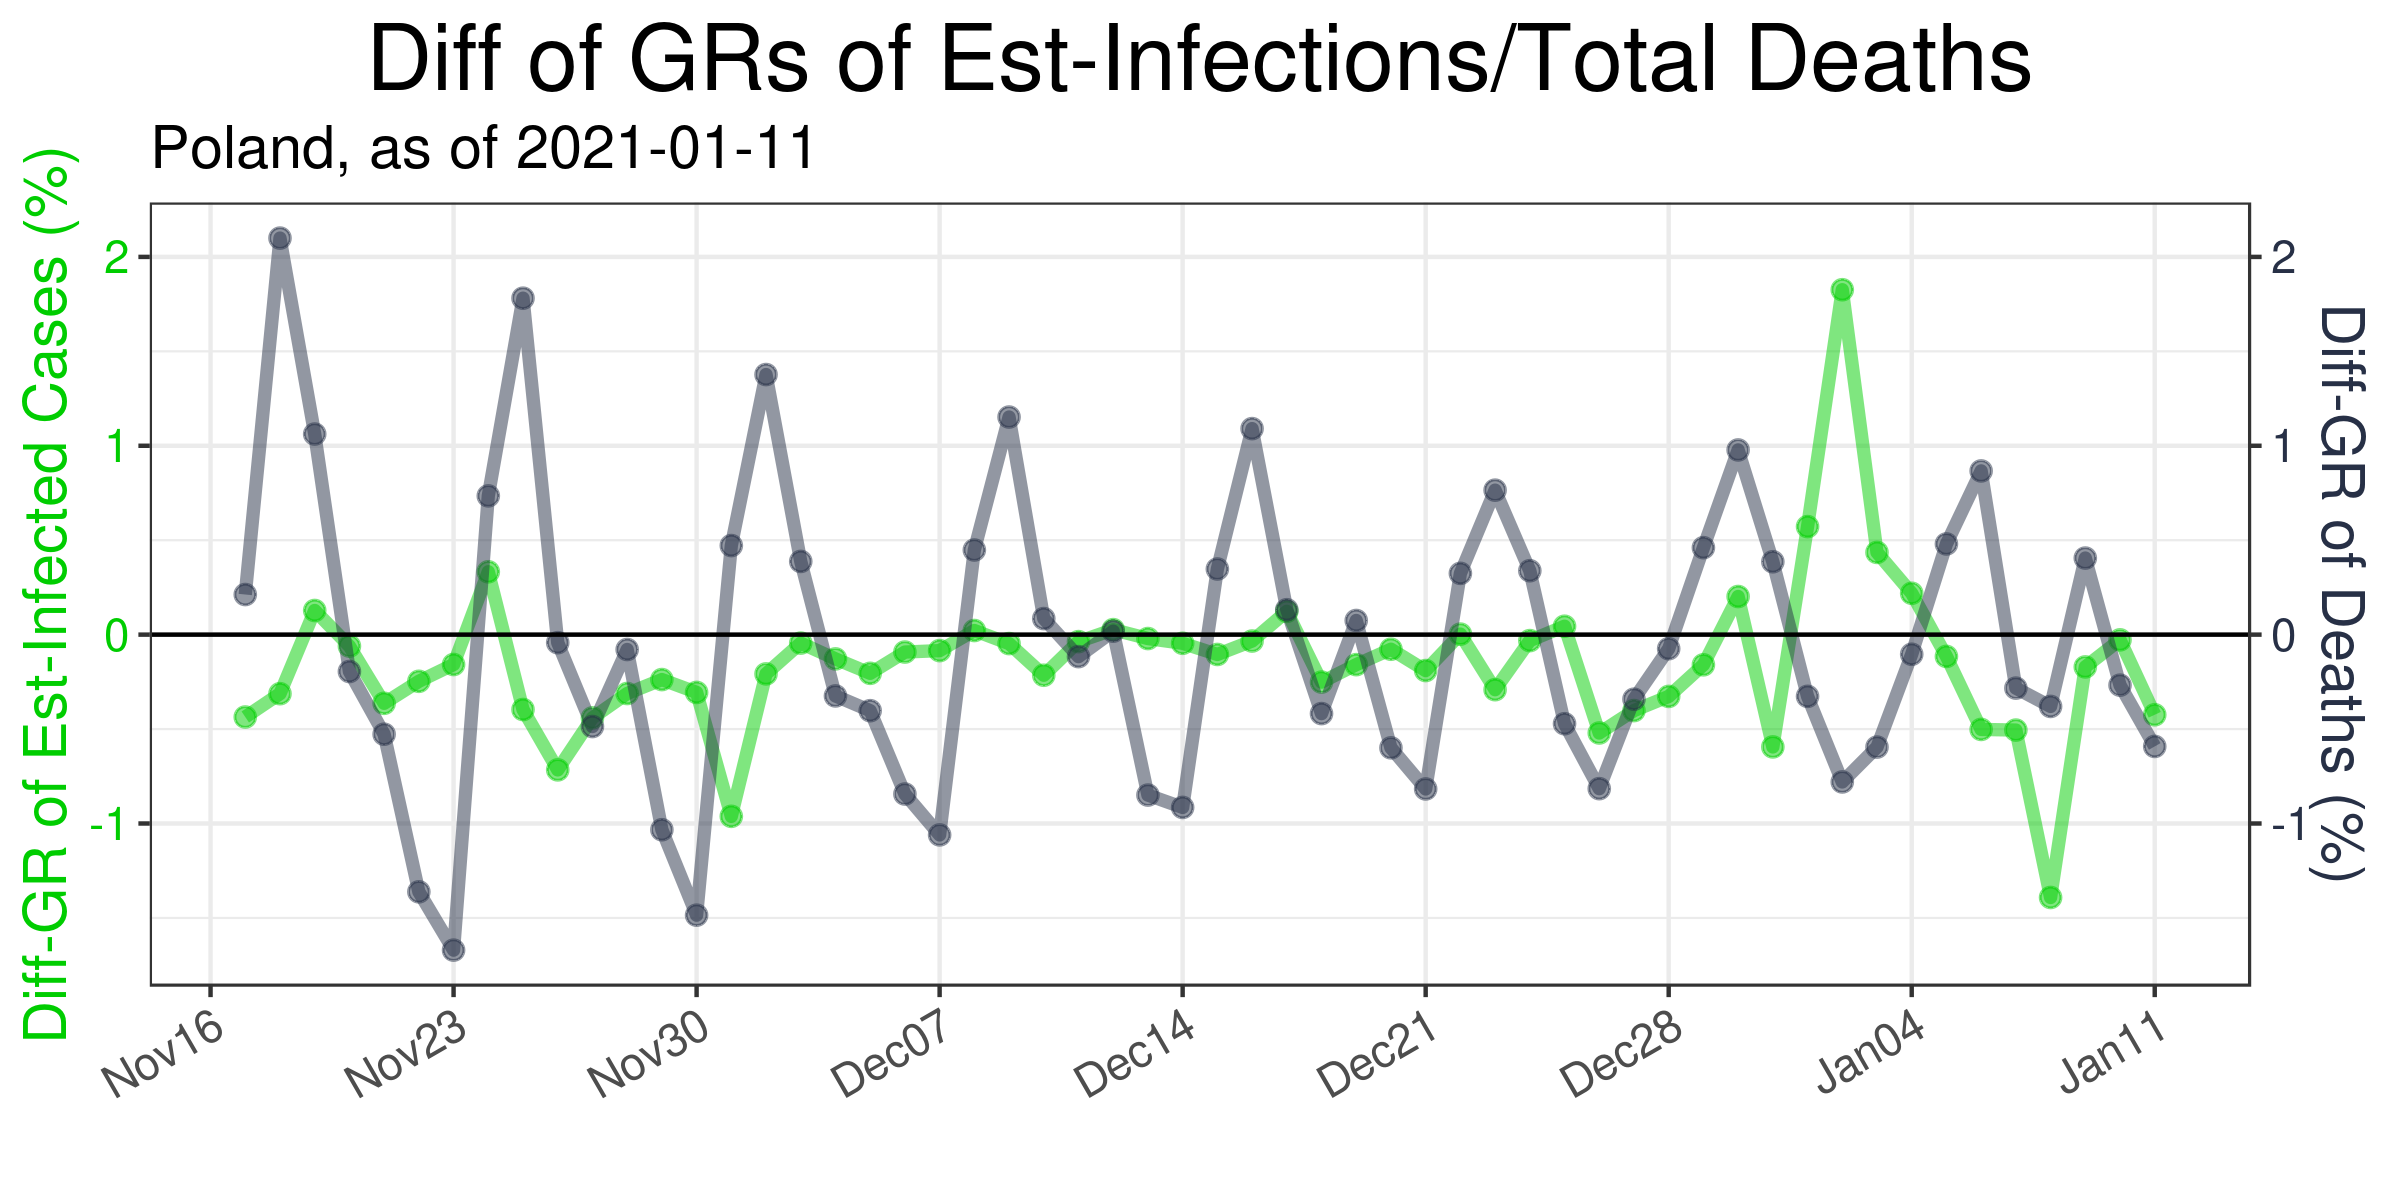 Diff of GRs of Est-Infections/Total Deaths
Poland, as of 2021-01-11
Diff-GR of Est-Infected Cases (%)
2
1
0
-1
2
1
0
-1
Diff-GR of Deaths (%)
Nov16
Nov23
Nov30
Dec07
Dec14
Dec21
Dec28
Jan04
Jan11